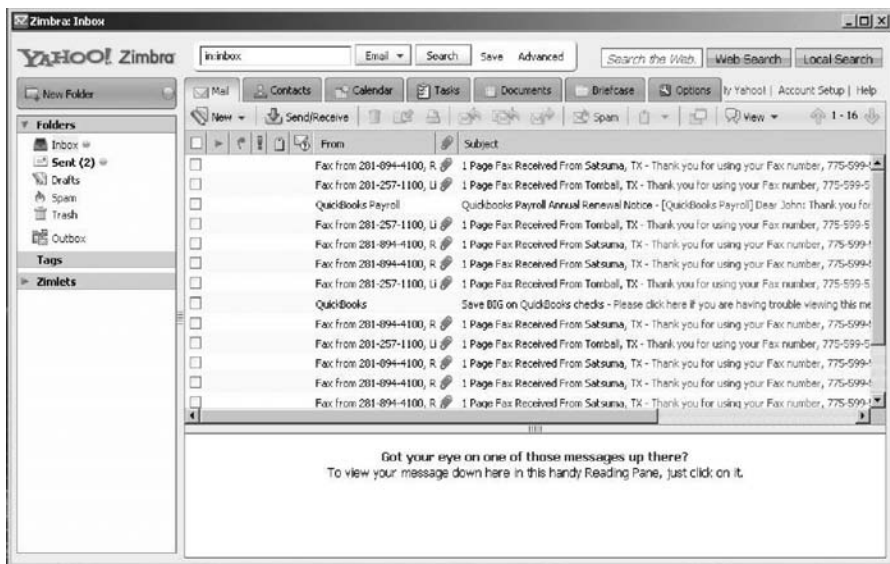 Zimbra: Inbox
YAHOO! Zimbra
in:inbox Email Search Save Advanced Search the Web. Web Search Local Search
New Folder Mail Contacts Calendar Tasks Documents Briefcase Options Yahoo! | Account Setup | Help
New Send/Receive Spam View 1 - 16
Folders
Inbox
Sent (2)
Drafts
Spam
Trash
Outbox
Tags
Zimlets
From Subject
Fax from 281-894-4100, R 1 Page Fax Received From Satsuma, TX - Thank you for using your Fax number, 775-599-
Fax from 281-257-1100, Li 1 Page Fax Received From Tomball, TX - Thank you for using your Fax number, 775-599-5
QuickBooks Payroll Quickbooks Payroll Annual Renewal Notice - [QuickBooks Payroll] Dear John: Thank you for
Fax from 281-257-1100, Li 1 Page Fax Received From Tomball, TX - Thank you for using your Fax number, 775-599-5
Fax from 281-894-4100, R 1 Page Fax Received From Satsuma, TX - Thank you for using your Fax number, 775-599-
Fax from 281-894-4100, R 1 Page Fax Received From Satsuma, TX - Thank you for using your Fax number, 775-599-
Fax from 281-257-1100, Li 1 Page Fax Received From Tomball, TX - Thank you for using your Fax number, 775-599-5
QuickBooks Save BIG on QuickBooks checks - Please click here if you are having trouble viewing this me
Fax from 281-894-4100, R 1 Page Fax Received From Satsuma, TX - Thank you for using your Fax number, 775-599-
Fax from 281-257-1100, Li 1 Page Fax Received From Tomball, TX - Thank you for using your Fax number, 775-599-5
Fax from 281-894-4100, R 1 Page Fax Received From Satsuma, TX - Thank you for using your Fax number, 775-599-
Fax from 281-894-4100, R 1 Page Fax Received From Satsuma, TX - Thank you for using your Fax number, 775-599-
Fax from 281-894-4100, R 1 Page Fax Received From Satsuma, TX - Thank you for using your Fax number, 775-599-
Got your eye on one of those messages up there?
To view your message down here in this handy Reading Pane, just click on it.